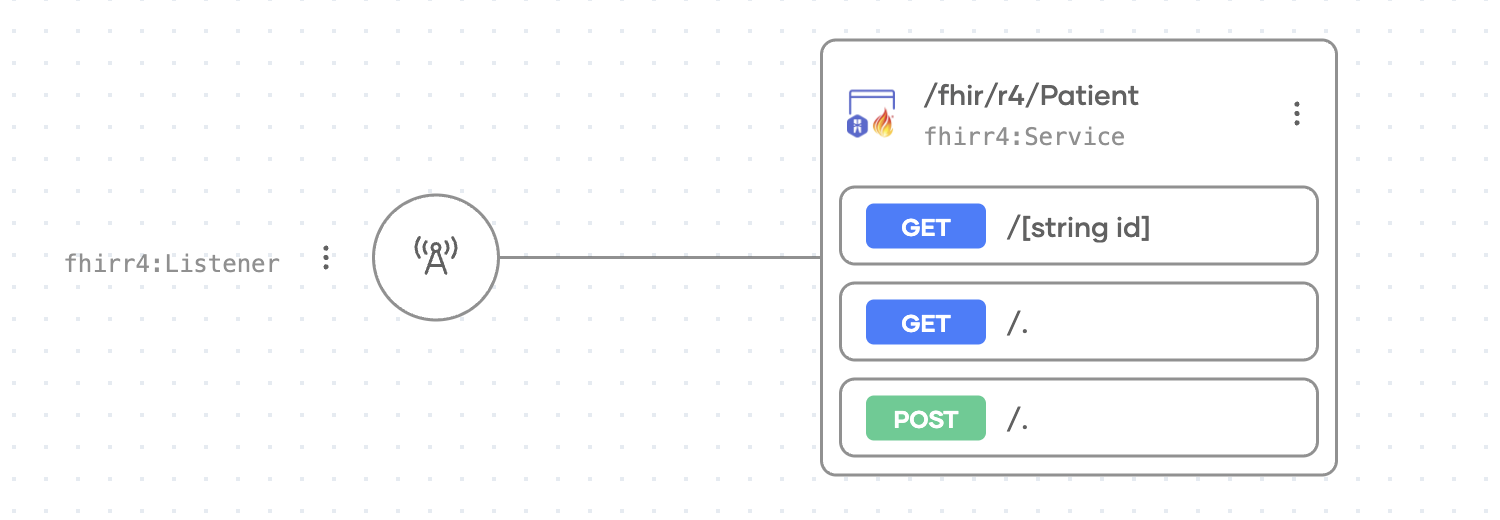 /fhir/r4/Patient
fhirr4:Service
fhirr4:Listener
GET /[string id]
GET /.
POST /.